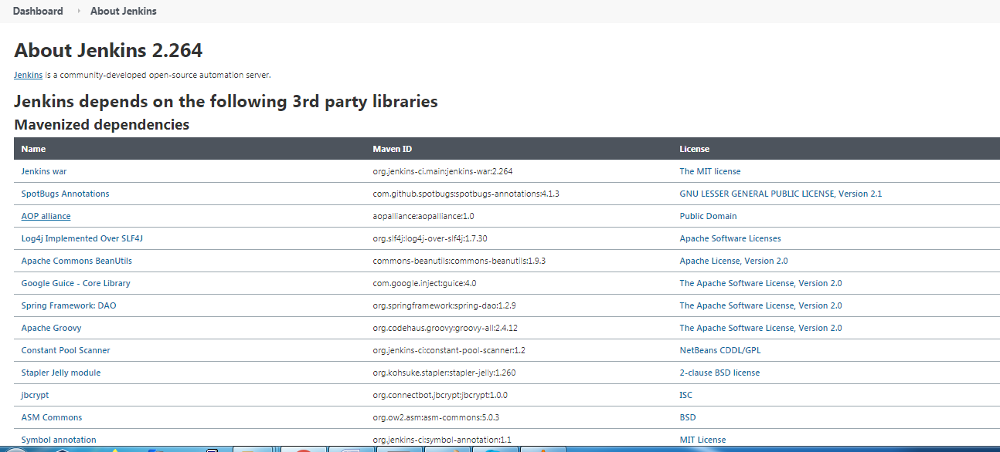 Dashboard About Jenkins
About Jenkins 2.264
Jenkins is a community-developed open-source automation server.
Jenkins depends on the following 3rd party libraries
Mavenized dependencies
Name Maven ID License
Jenkins war org.jenkins-ci.main:jenkins-war:2.264 The MIT license
SpotBugs Annotations com.github.spotbugs:spotbugs-annotations:4.1.3 GNU LESSER GENERAL PUBLIC LICENSE, Version 2.1
AOP alliance aopalliance:aopalliance:1.0 Public Domain
Log4j Implemented Over SLF4J org.slf4j:log4j-over-slf4j:1.7.30 Apache Software Licenses
Apache Commons BeanUtils commons-beanutils:commons-beanutils:1.9.3 Apache License, Version 2.0
Google Guice - Core Library com.google.inject:guice:4.0 The Apache Software License, Version 2.0
Spring Framework: DAO org.springframework:spring-dao:1.2.9 The Apache Software License, Version 2.0
Apache Groovy org.codehaus.groovy:groovy-all:2.4.12 The Apache Software License, Version 2.0
Constant Pool Scanner org.jenkins-ci:constant-pool-scanner:1.2 NetBeans CDDL/GPL
Stapler Jelly module org.kohsuke.stapler:stapler-jelly:1.260 2-clause BSD license
jbcrypt org.connectbot.jbcrypt:jbcrypt:1.0.0 ISC
ASM Commons org.ow2.asm:asm-commons:5.0.3 BSD
Symbol annotation org.jenkins-ci:symbol-annotation:1.1 MIT License